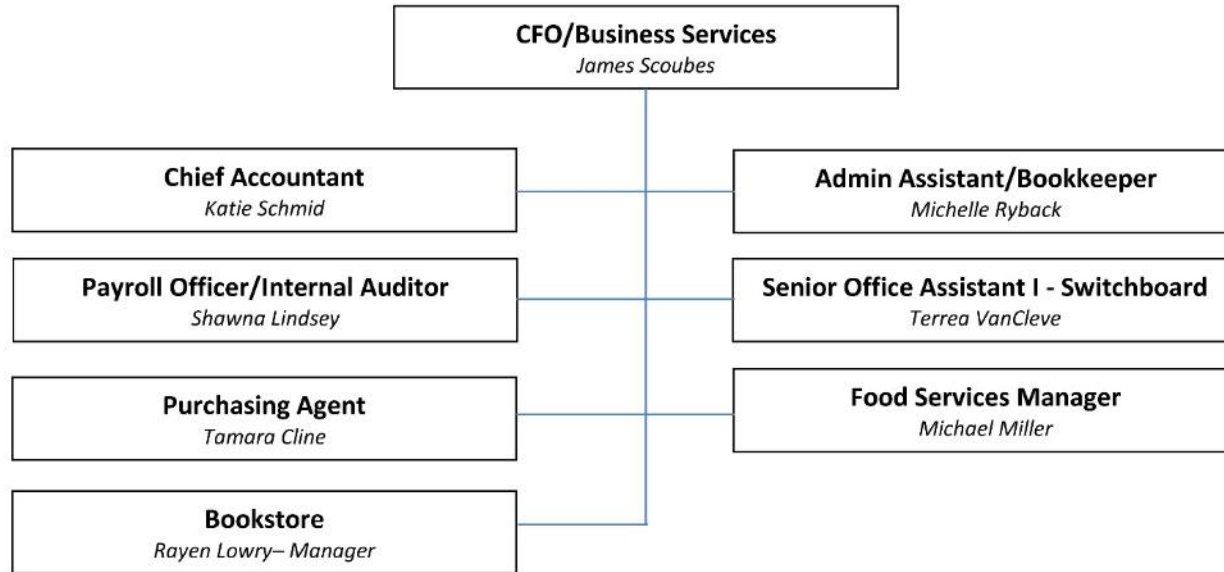 CFO/Business Services
James Scoubes
Chief Accountant
Katie Schmid
Admin Assistant/Bookkeeper
Michelle Ryback
Payroll Officer/Internal Auditor
Shawna Lindsey
Senior Office Assistant I - Switchboard
Terrea VanCleve
Purchasing Agent
Tamara Cline
Food Services Manager
Michael Miller
Bookstore
Rayen Lowry– Manager